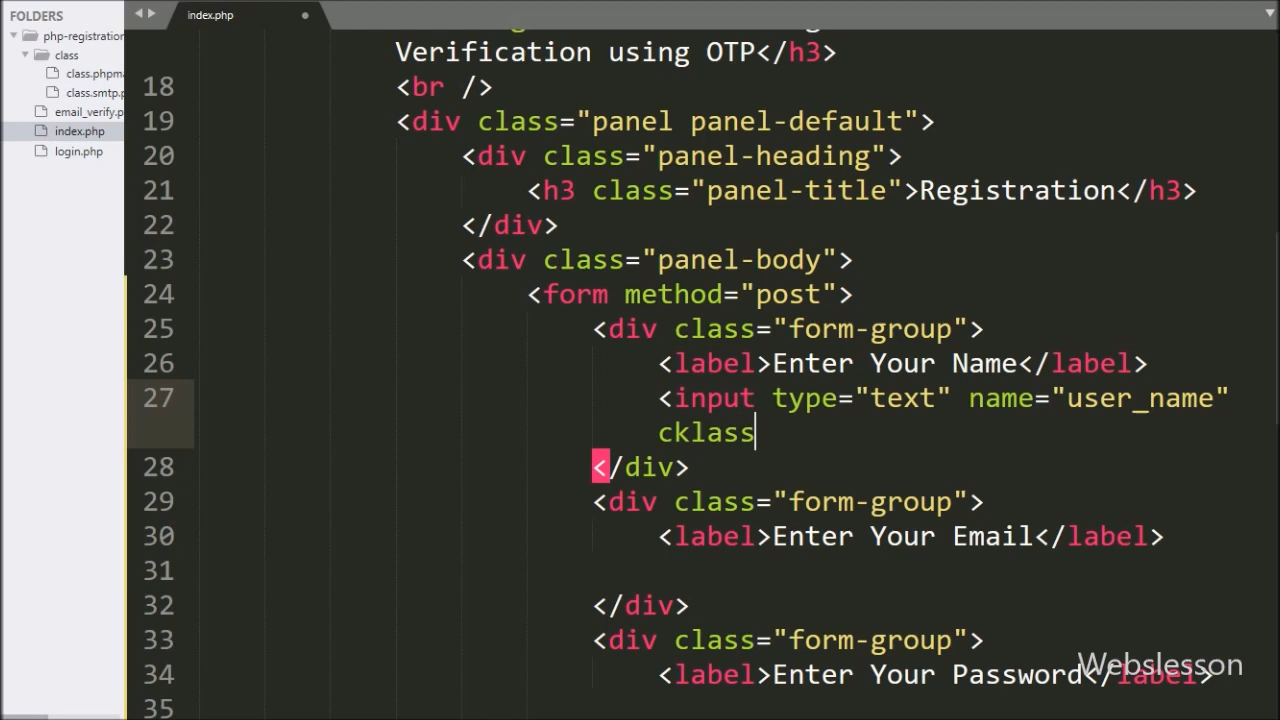 FOLDERS
index.php
php-registration
class
class.phpm
class.smtp.p
email_verify.p
index.php
login.php
Verification using OTP</h3>
18 <br />
19 <div class="panel panel-default">
20 <div class="panel-heading">
21 <h3 class="panel-title">Registration</h3>
22 </div>
23 <div class="panel-body">
24 <form method="post">
25 <div class="form-group">
26 <label>Enter Your Name</label>
27 <input type="text" name="user_name"
cklass
28 </div>
29 <div class="form-group">
30 <label>Enter Your Email</label>
31
32 </div>
33 <div class="form-group">
34 <label>Enter Your Password</label>
35
Webslesson